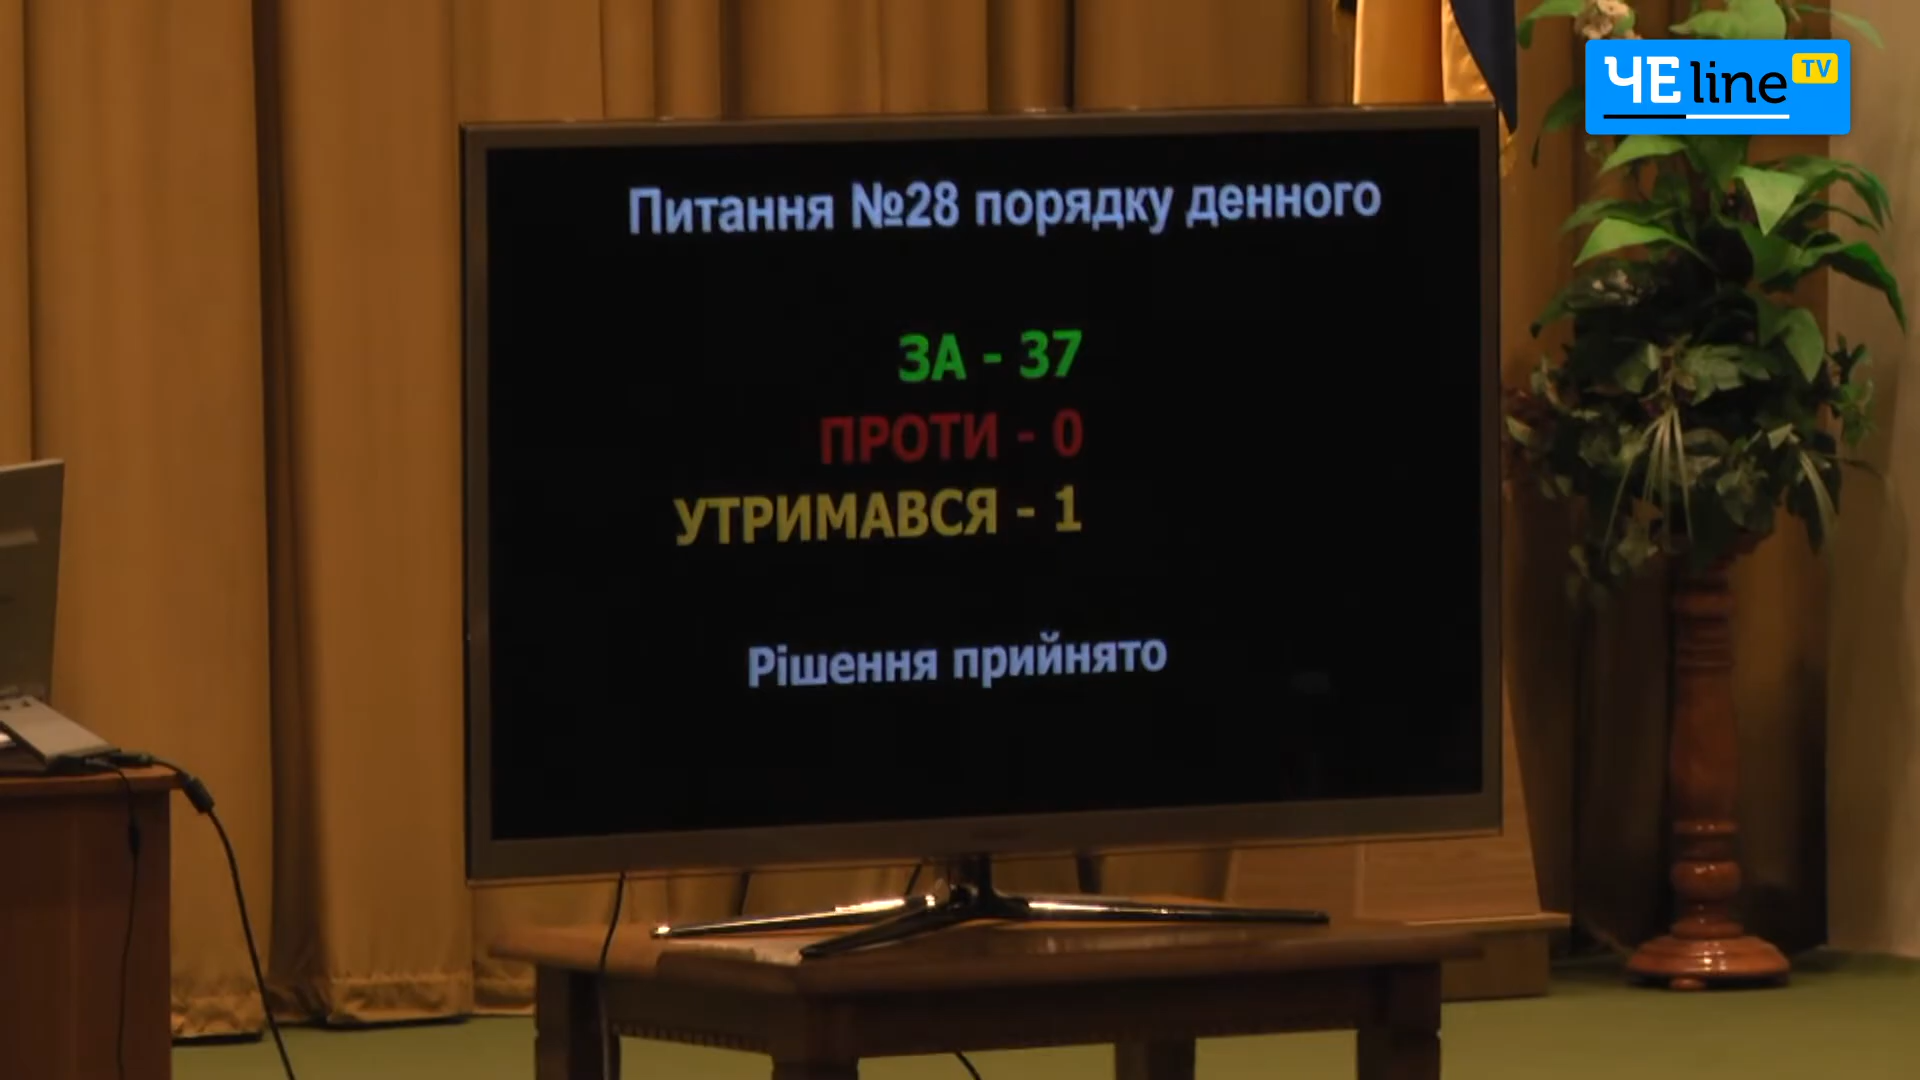 ЧЕline TV
Питання №28 порядку денного
ЗА - 37
ПРОТИ - 0
УТРИМАВСЯ - 1
Рішення прийнято